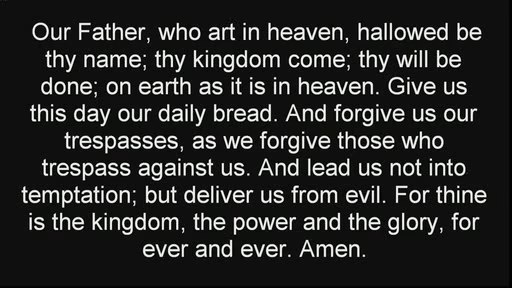 Our Father, who art in heaven, hallowed be
thy name; thy kingdom come; thy will be
done; on earth as it is in heaven. Give us
this day our daily bread. And forgive us our
trespasses, as we forgive those who
trespass against us. And lead us not into
temptation; but deliver us from evil. For thine
is the kingdom, the power and the glory, for
ever and ever. Amen.